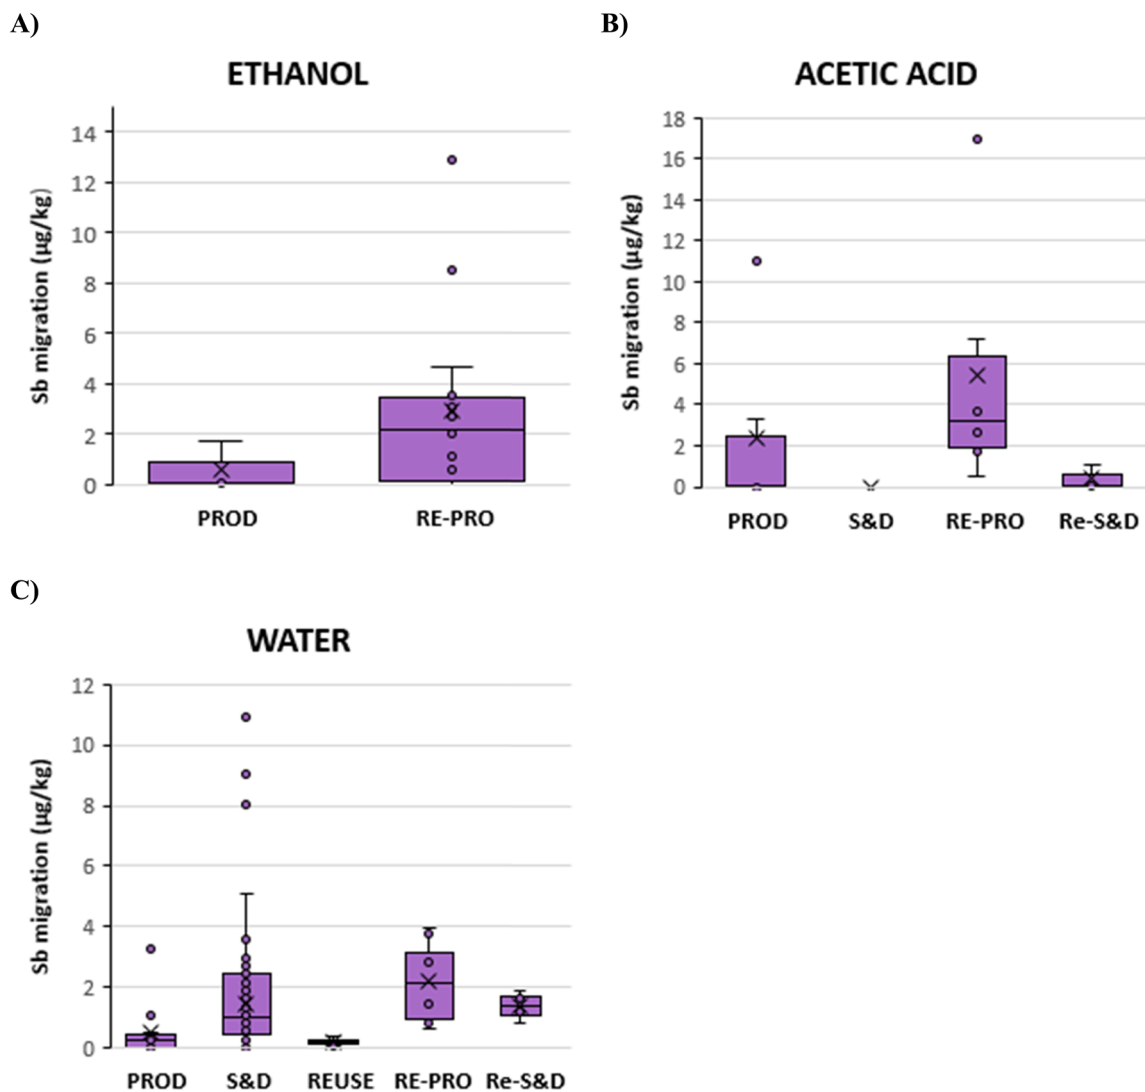 A)
ETHANOL
Sb migration (µg/kg)
14
12
10
8
6
4
2
0
PROD RE-PRO
B)
ACETIC ACID
Sb migration (µg/kg)
18
16
14
12
10
8
6
4
2
0
PROD S&D RE-PRO Re-S&D
C)
WATER
Sb migration (µg/kg)
12
10
8
6
4
2
0
PROD S&D REUSE RE-PRO Re-S&D